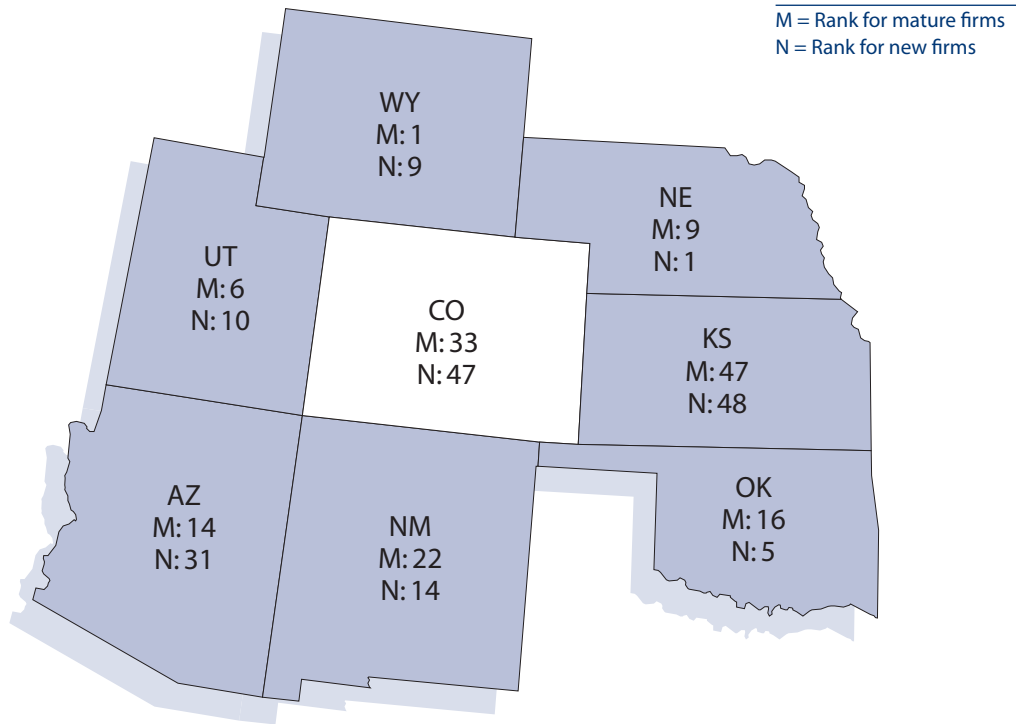 M = Rank for mature firms
N = Rank for new firms
WY
M: 1
N: 9
NE
M: 9
N: 1
UT
M: 6
N: 10
CO
M: 33
N: 47
KS
M: 47
N: 48
AZ
M: 14
N: 31
NM
M: 22
N: 14
OK
M: 16
N: 5